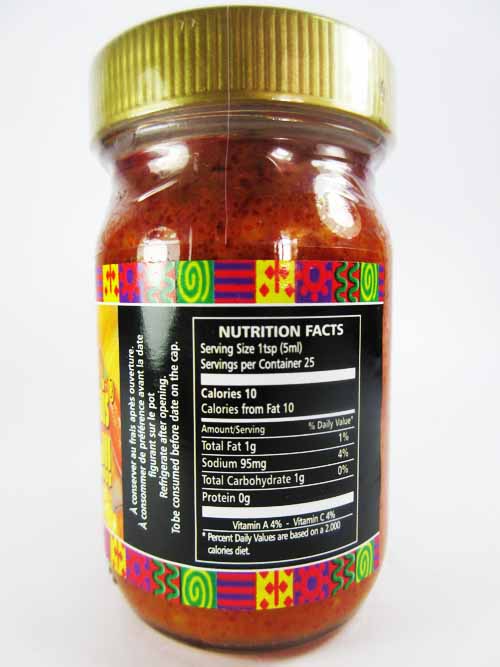 À conserver au frais après ouverture.
À consommer de préférence avant la date
figurant sur le pot
Refrigerate after opening.
To be consumed before date on the cap.
NUTRITION FACTS
Serving Size 1tsp (5ml)
Servings per Container 25
Calories 10
Calories from Fat 10
Amount/Serving % Daily Value*
Total Fat 1g 1%
Sodium 95mg 4%
Total Carbohydrate 1g 0%
Protein 0g
Vitamin A 4% - Vitamin C 4%
* Percent Daily Values are based on a 2.000
calories diet.